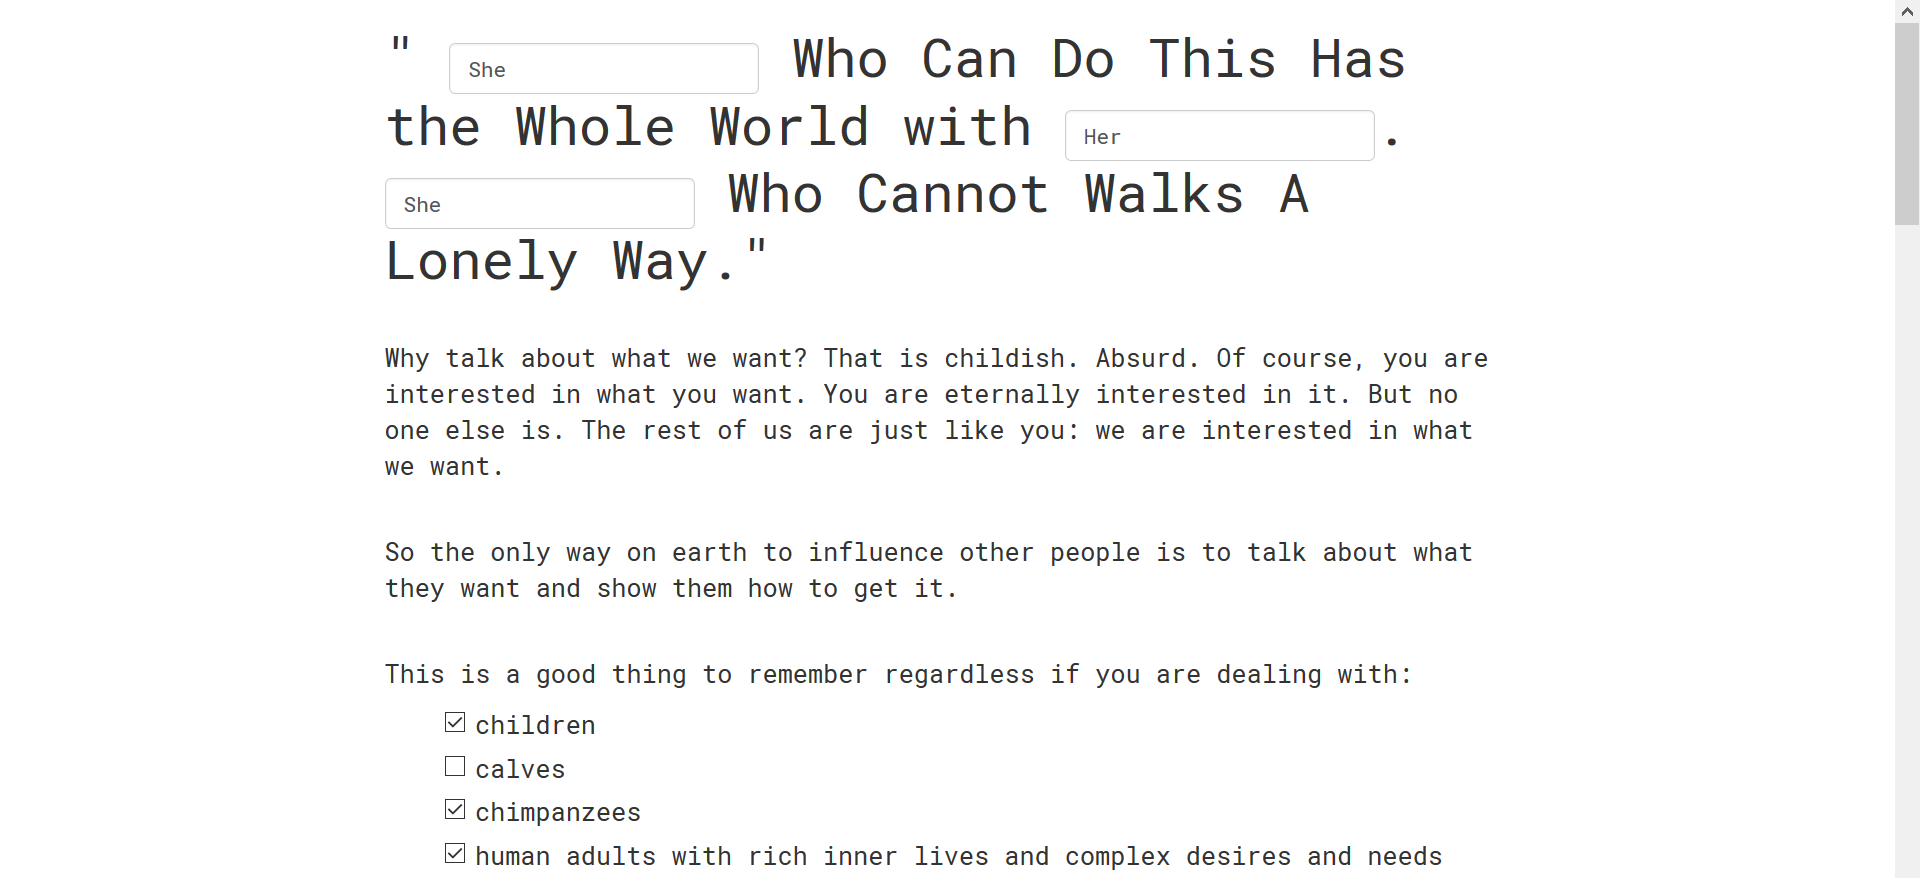 " She Who Can Do This Has
the Whole World with Her.
She Who Cannot Walks A
Lonely Way."
Why talk about what we want? That is childish. Absurd. Of course, you are
interested in what you want. You are eternally interested in it. But no
one else is. The rest of us are just like you: we are interested in what
we want.
So the only way on earth to influence other people is to talk about what
they want and show them how to get it.
This is a good thing to remember regardless if you are dealing with:
children
calves
chimpanzees
human adults with rich inner lives and complex desires and needs